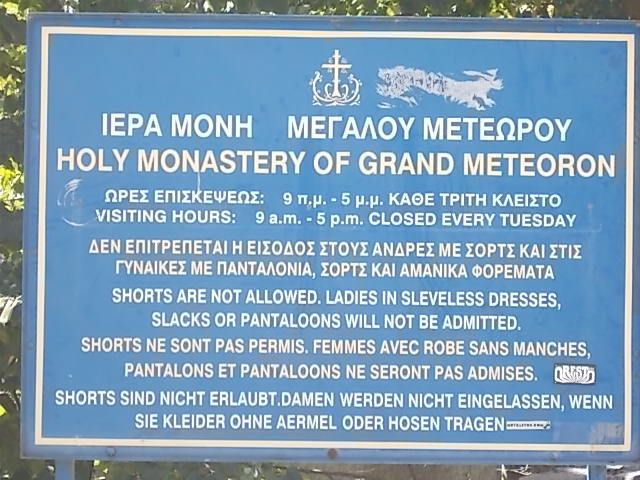 ΙΕΡΑ ΜΟΝΗ ΜΕΓΑΛΟΥ ΜΕΤΕΩΡΟΥ
HOLY MONASTERY OF GRAND METEORON
ΩΡΕΣ ΕΠΙΣΚΕΨΕΩΣ: 9 π.μ. - 5 μ.μ. ΚΑΘΕ ΤΡΙΤΗ ΚΛΕΙΣΤΟ
VISITING HOURS: 9 a.m. - 5 p.m. CLOSED EVERY TUESDAY
ΔΕΝ ΕΠΙΤΡΕΠΕΤΑΙ Η ΕΙΣΟΔΟΣ ΣΤΟΥΣ ΑΝΔΡΕΣ ΜΕ ΣΟΡΤΣ ΚΑΙ ΣΤΙΣ
ΓΥΝΑΙΚΕΣ ΜΕ ΠΑΝΤΑΛΟΝΙΑ, ΣΟΡΤΣ ΚΑΙ ΑΜΑΝΙΚΑ ΦΟΡΕΜΑΤΑ
SHORTS ARE NOT ALLOWED. LADIES IN SLEVELESS DRESSES,
SLACKS OR PANTALOONS WILL NOT BE ADMITTED.
SHORTS NE SONT PAS PERMIS. FEMMES AVEC ROBE SANS MANCHES,
PANTALONS ET PANTALOONS NE SERONT PAS ADMISES.
SHORTS SIND NICHT ERLAUBT.DAMEN WERDEN NICHT EINGELASSEN, WENN
SIE KLEIDER OHNE AERMEL ODER HOSEN TRAGEN